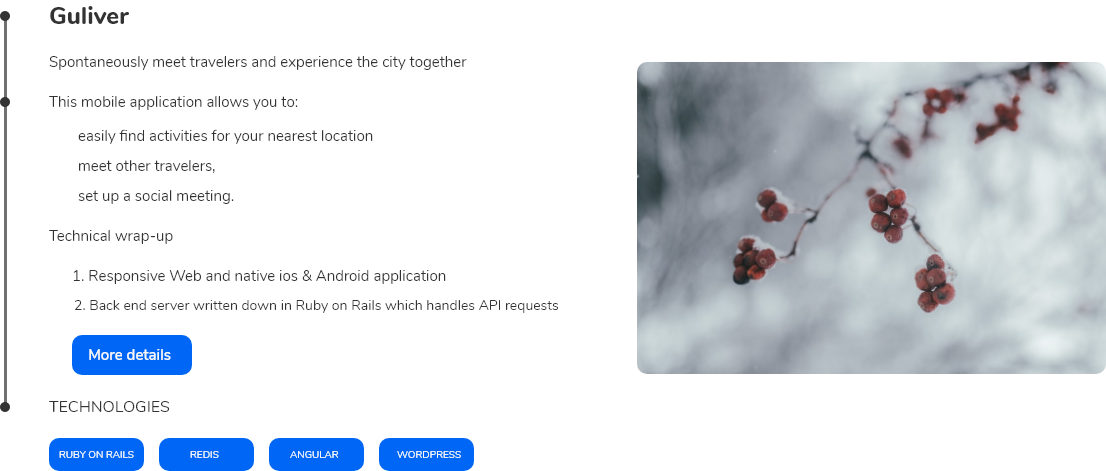 Guliver
Spontaneously meet travelers and experience the city together
This mobile application allows you to:
easily find activities for your nearest location
meet other travelers,
set up a social meeting.
Technical wrap-up
1. Responsive Web and native ios & Android application
2. Back end server written down in Ruby on Rails which handles API requests
More details
TECHNOLOGIES
RUBY ON RAILS REDIS ANGULAR WORDPRESS